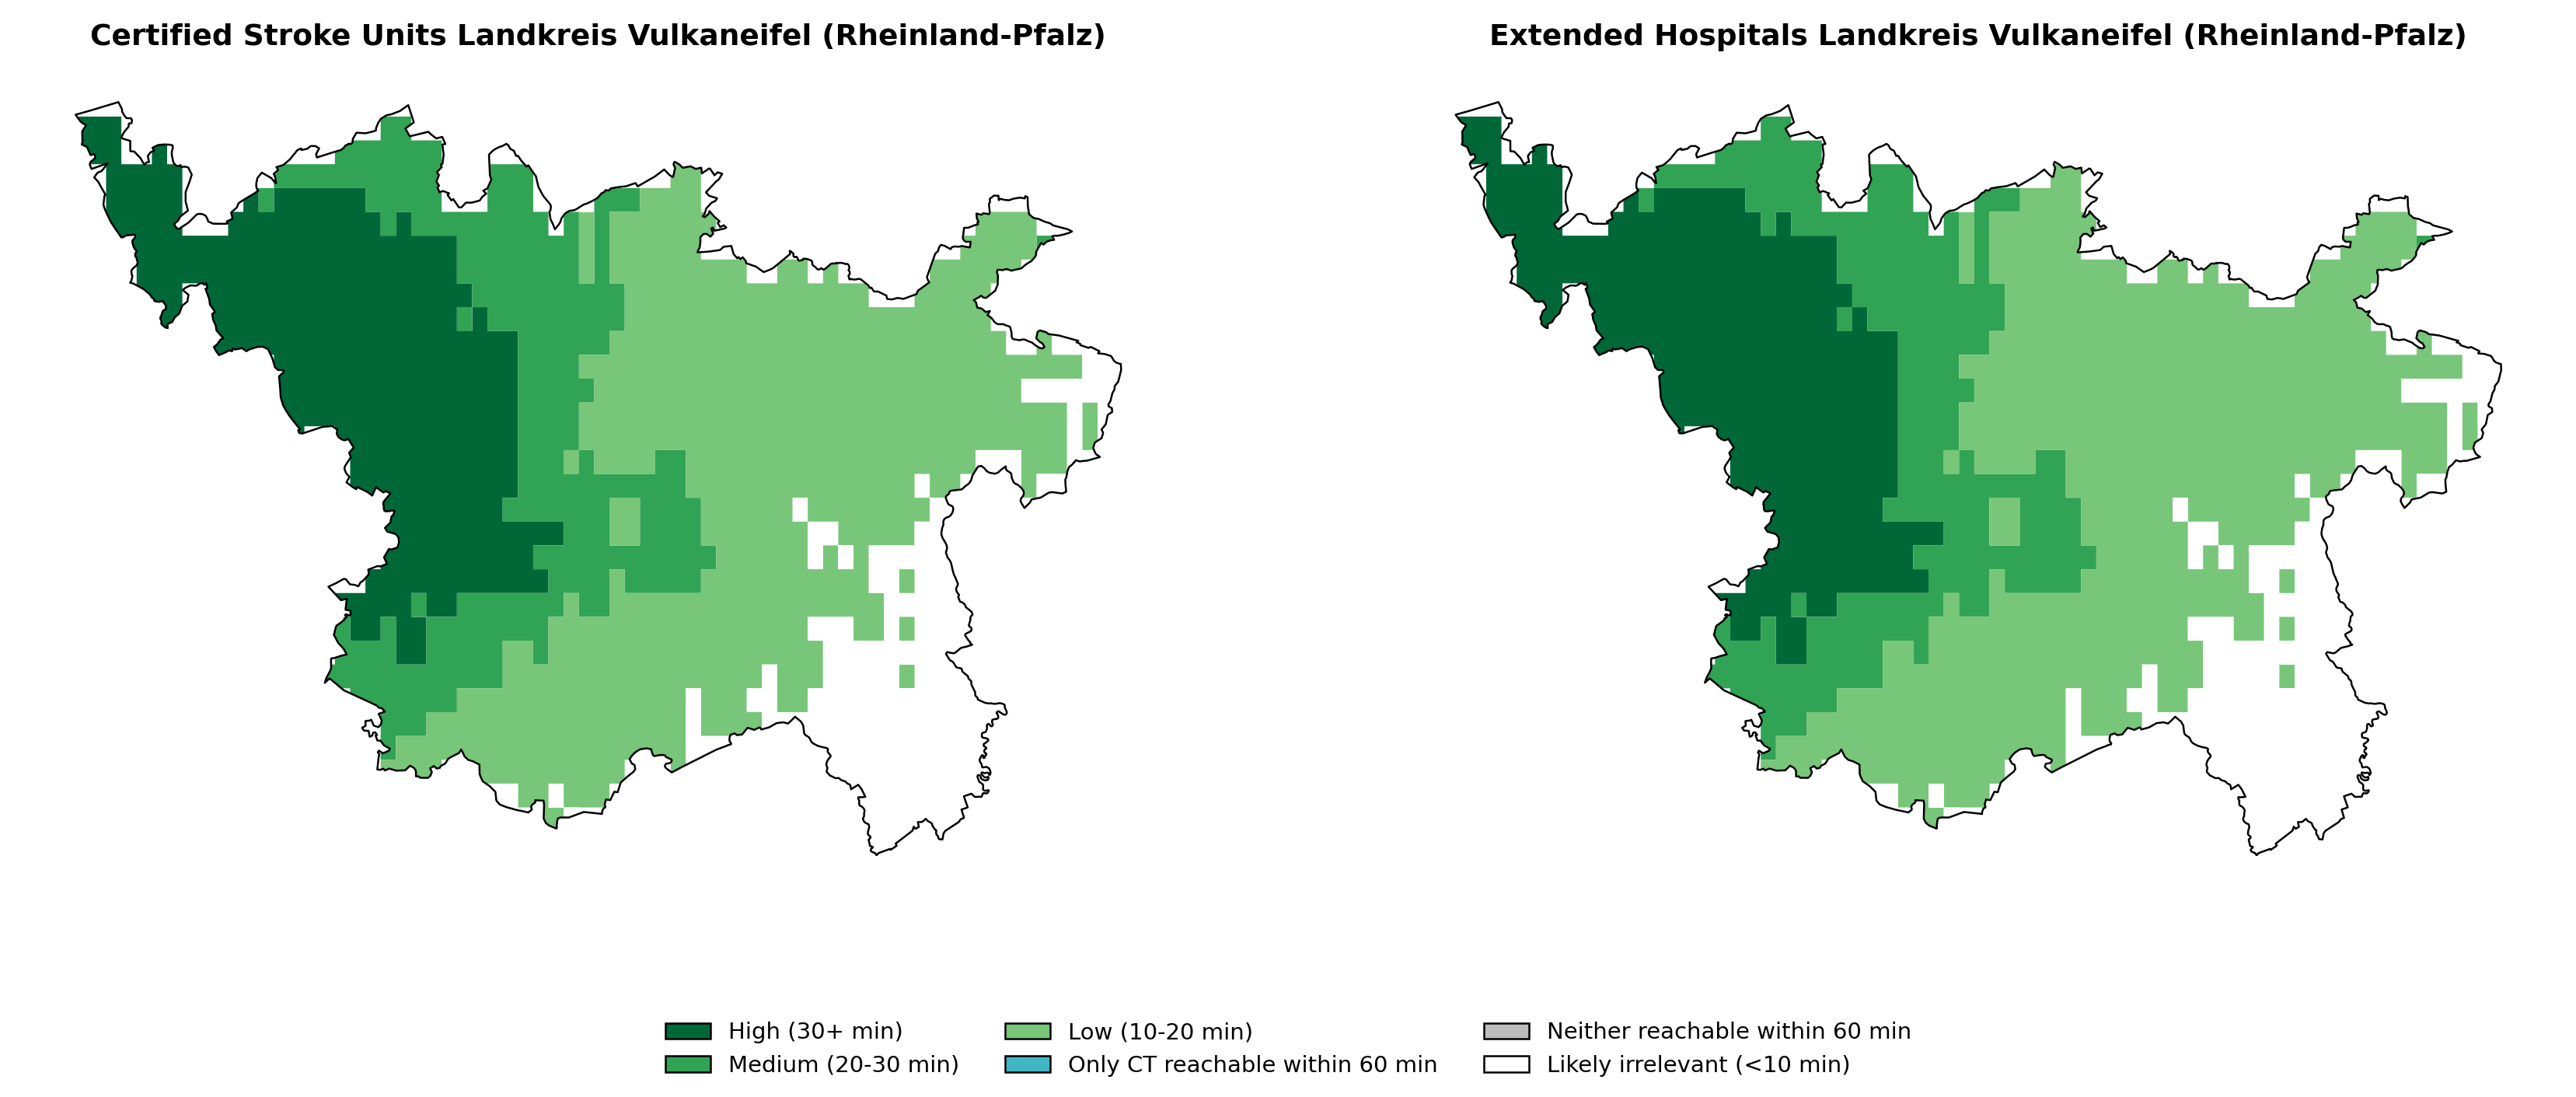 Certified Stroke Units Landkreis Vulkaneifel (Rheinland-Pfalz)
Extended Hospitals Landkreis Vulkaneifel (Rheinland-Pfalz)
High (30+ min)
Medium (20-30 min)
Low (10-20 min)
Only CT reachable within 60 min
Neither reachable within 60 min
Likely irrelevant (<10 min)